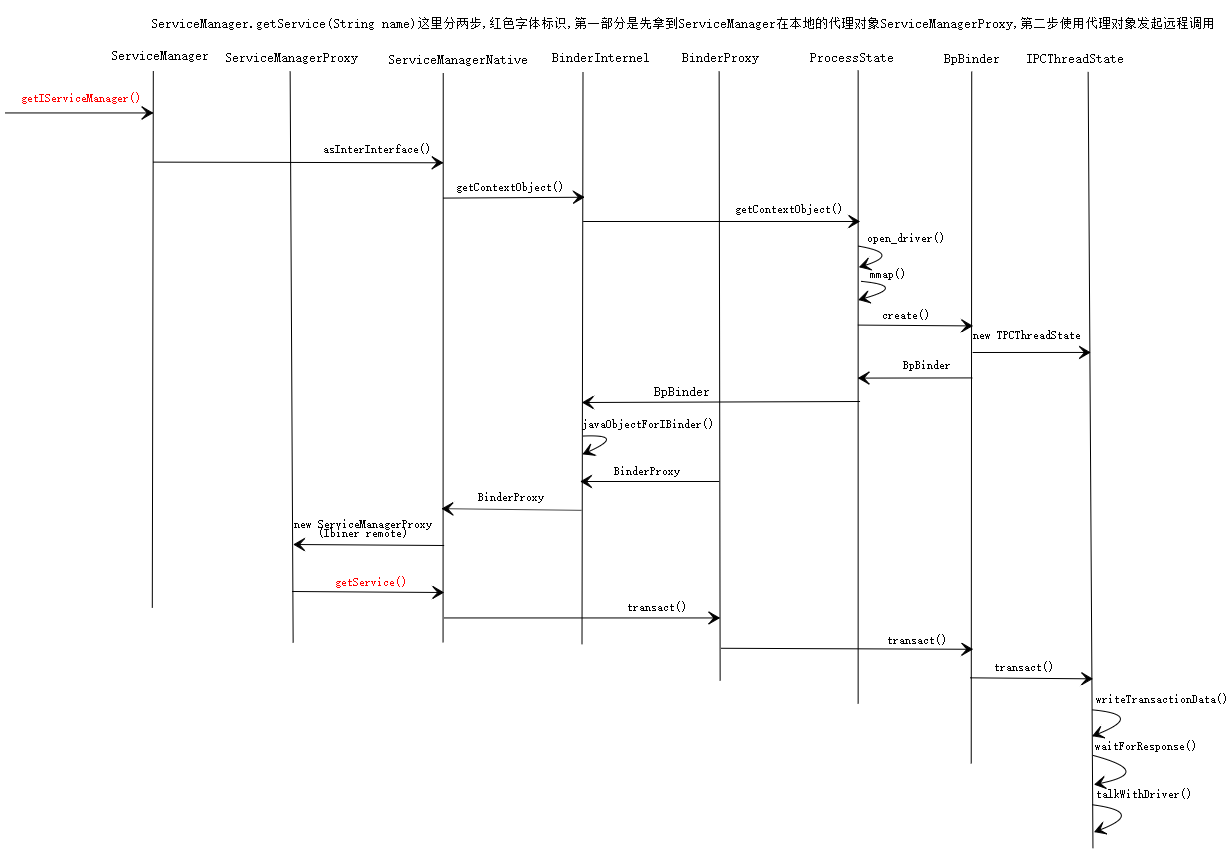 ServiceManager.getService(String name)这里分两步,红色字体标识,第一部分是先拿到ServiceManager在本地的代理对象ServiceManagerProxy,第二步使用代理对象发起远程调用
ServiceManager
ServiceManagerProxy
ServiceManagerNative
BinderInternel
BinderProxy
ProcessState
BpBinder
IPCThreadState
getIServiceManager()
asInterInterface()
getContextObject()
getContextObject()
open_driver()
mmap()
create()
new TPCThreadState
BpBinder
BpBinder
javaObjectForIBinder()
BinderProxy
BinderProxy
new ServiceManagerProxy
(Ibiner remote)
getService()
transact()
transact()
transact()
writeTransactionData()
waitForResponse()
talkWithDriver()